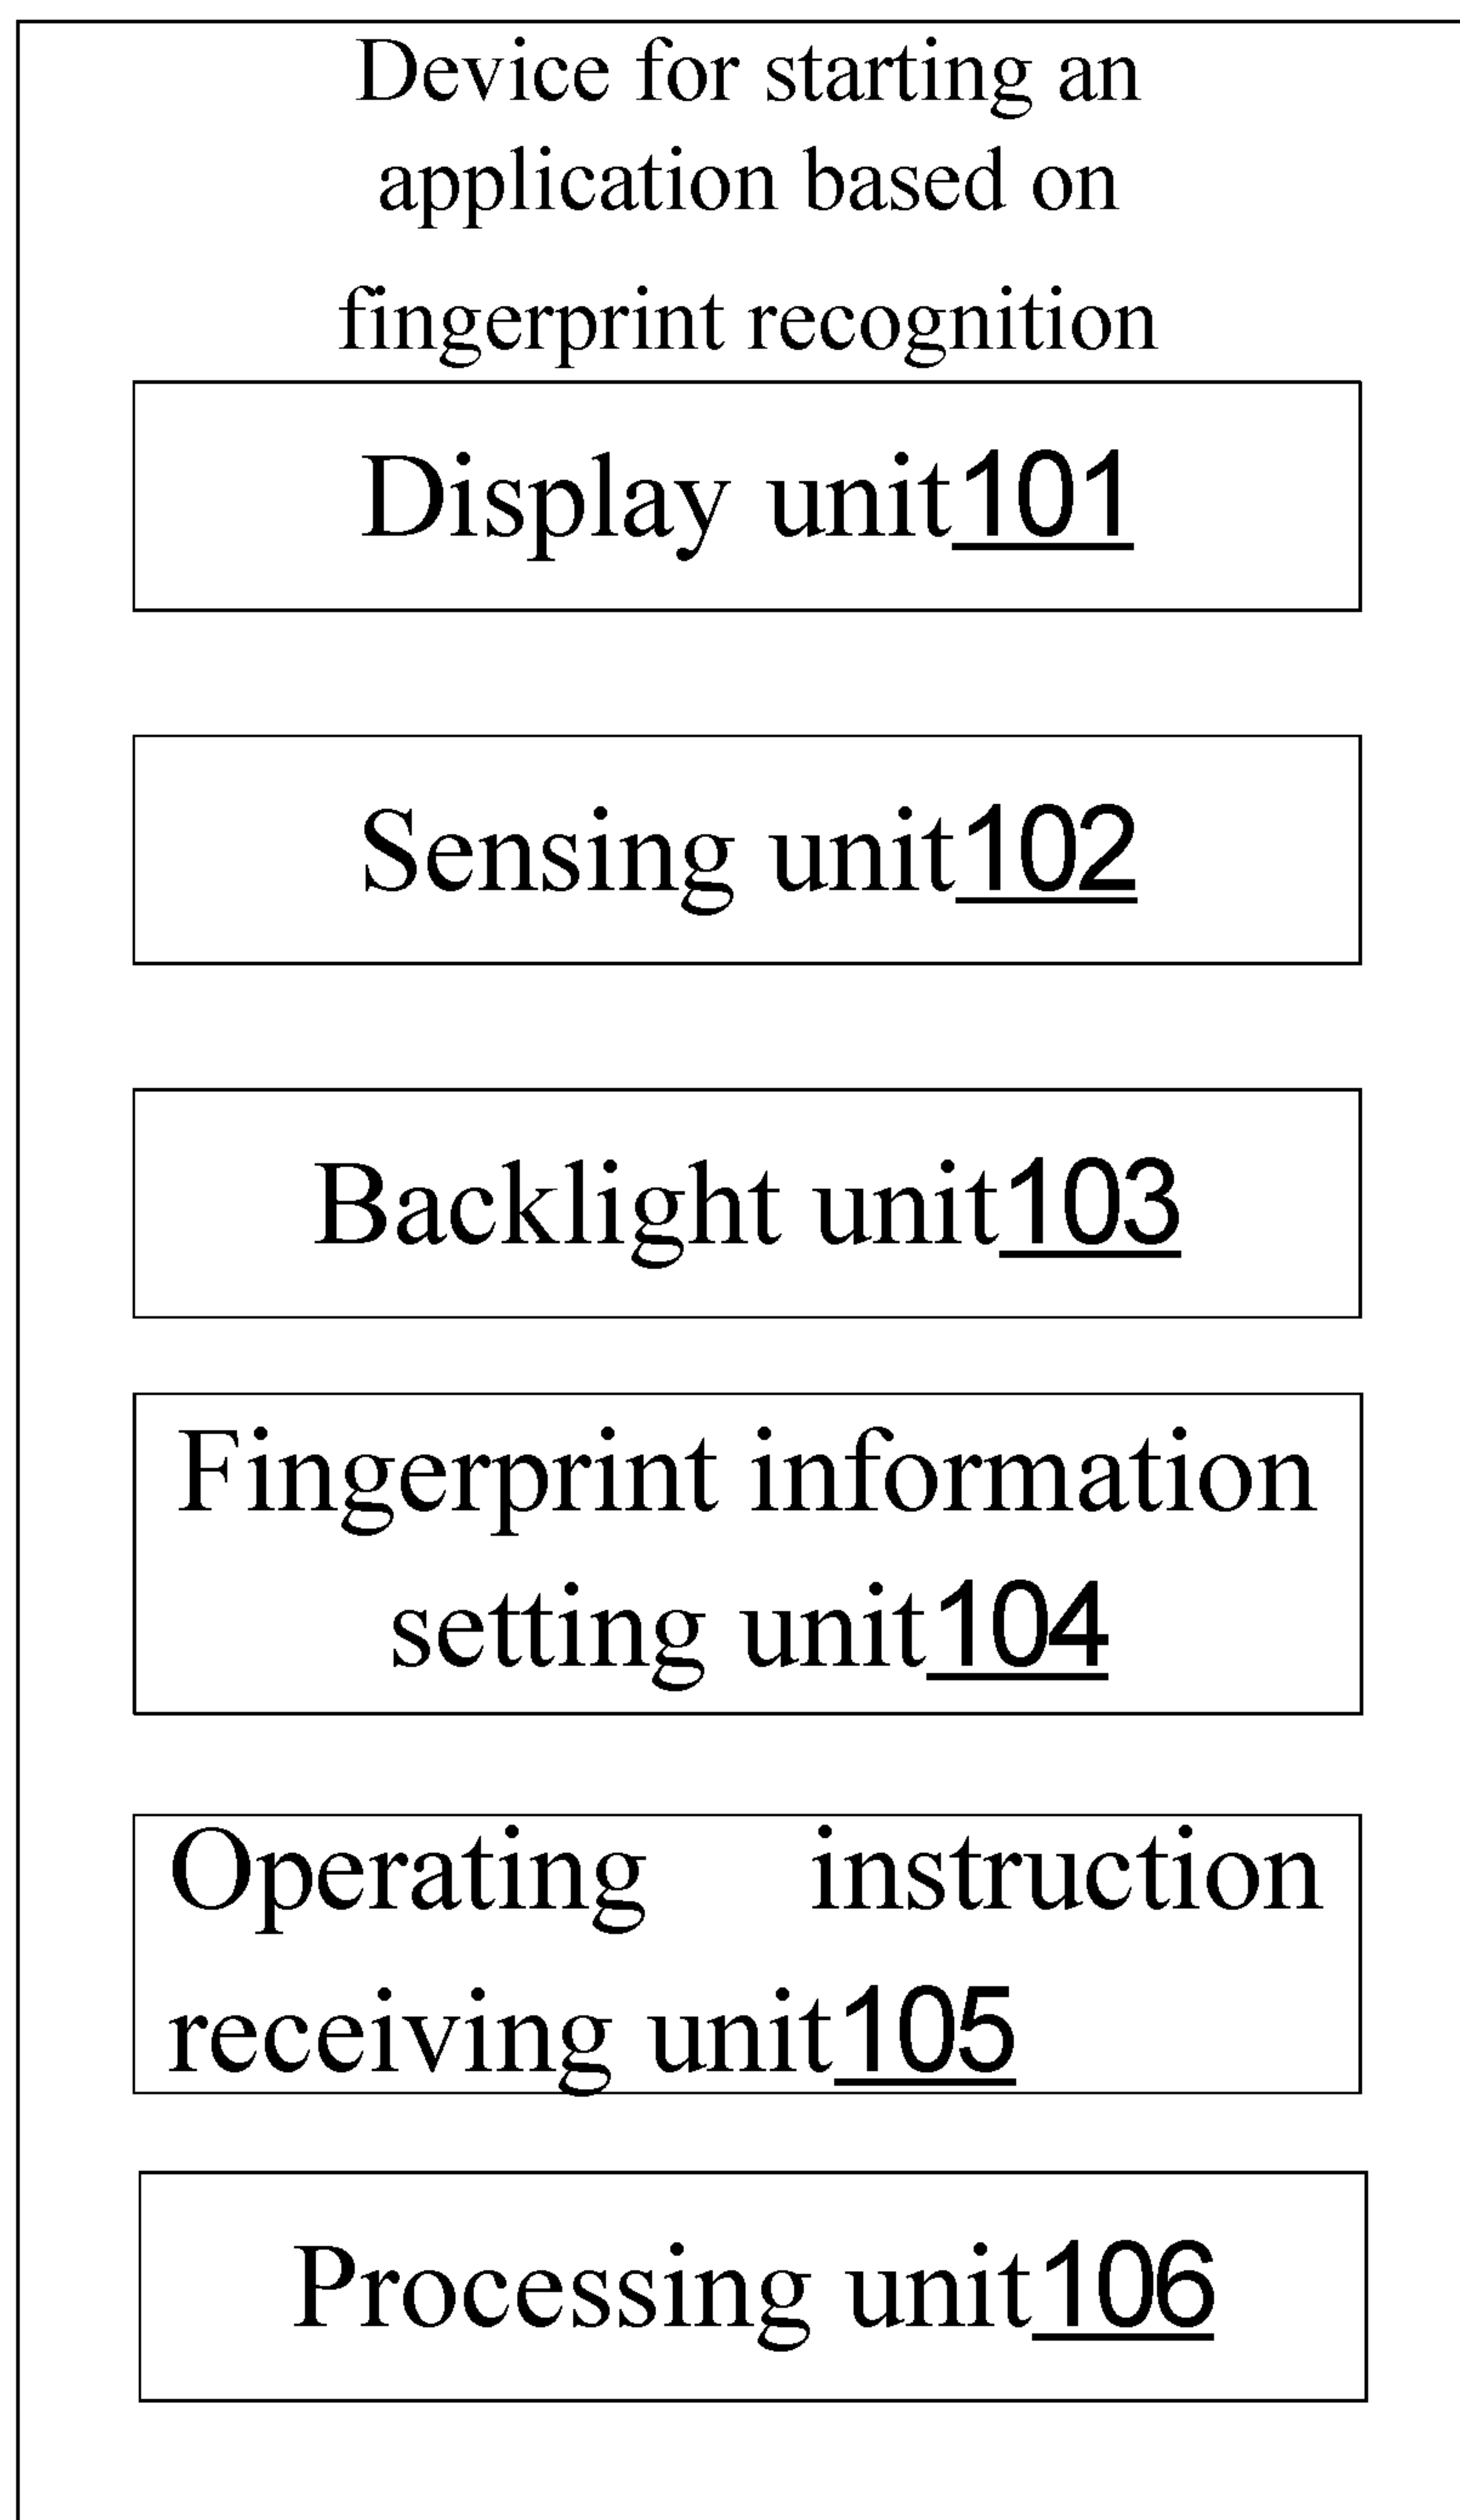 Device for starting an
application based on
fingerprint recognition
Display unit101
Sensing unit102
Backlight unit103
Fingerprint information
setting unit104
Operating instruction
receiving unit105
Processing unit106